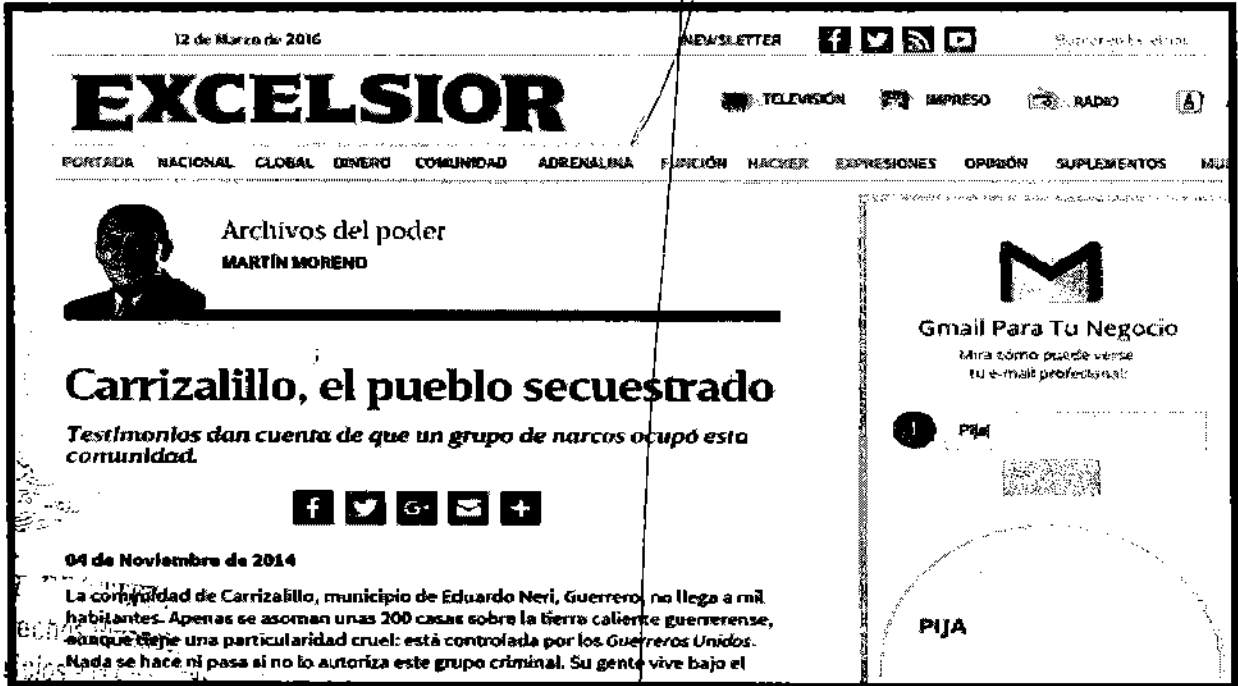 12 de Marzo de 2016
NEWSLETTER
EXCELSIOR
TELEVISIÓN IMPRESO RADIO A
PORTADA NACIONAL GLOBAL DINERO COMUNIDAD ADRENALINA FUNCIÓN HACKER EXPRESIONES OPINIÓN SUPLEMENTOS
Archivos del poder
MARTÍN MORENO
Carrizalillo, el pueblo secuestrado
Testimonios dan cuenta de que un grupo de narcos ocupó esta
comunidad.
04 de Noviembre de 2014
La comunidad de Carrizalillo, municipio de Eduardo Neri, Guerrero, no llega a mil
habitantes. Apenas se asoman unas 200 casas sobre la tierra caliente guerrerense,
aunque tiene una particularidad cruel: está controlada por los Guerreros Unidos.
Nada se hace ni pasa si no lo autoriza este grupo criminal. Su gente vive bajo el
Gmail Para Tu Negocio
Mira cómo puede verse
tu e-mail profesional:
Pija
PIJA